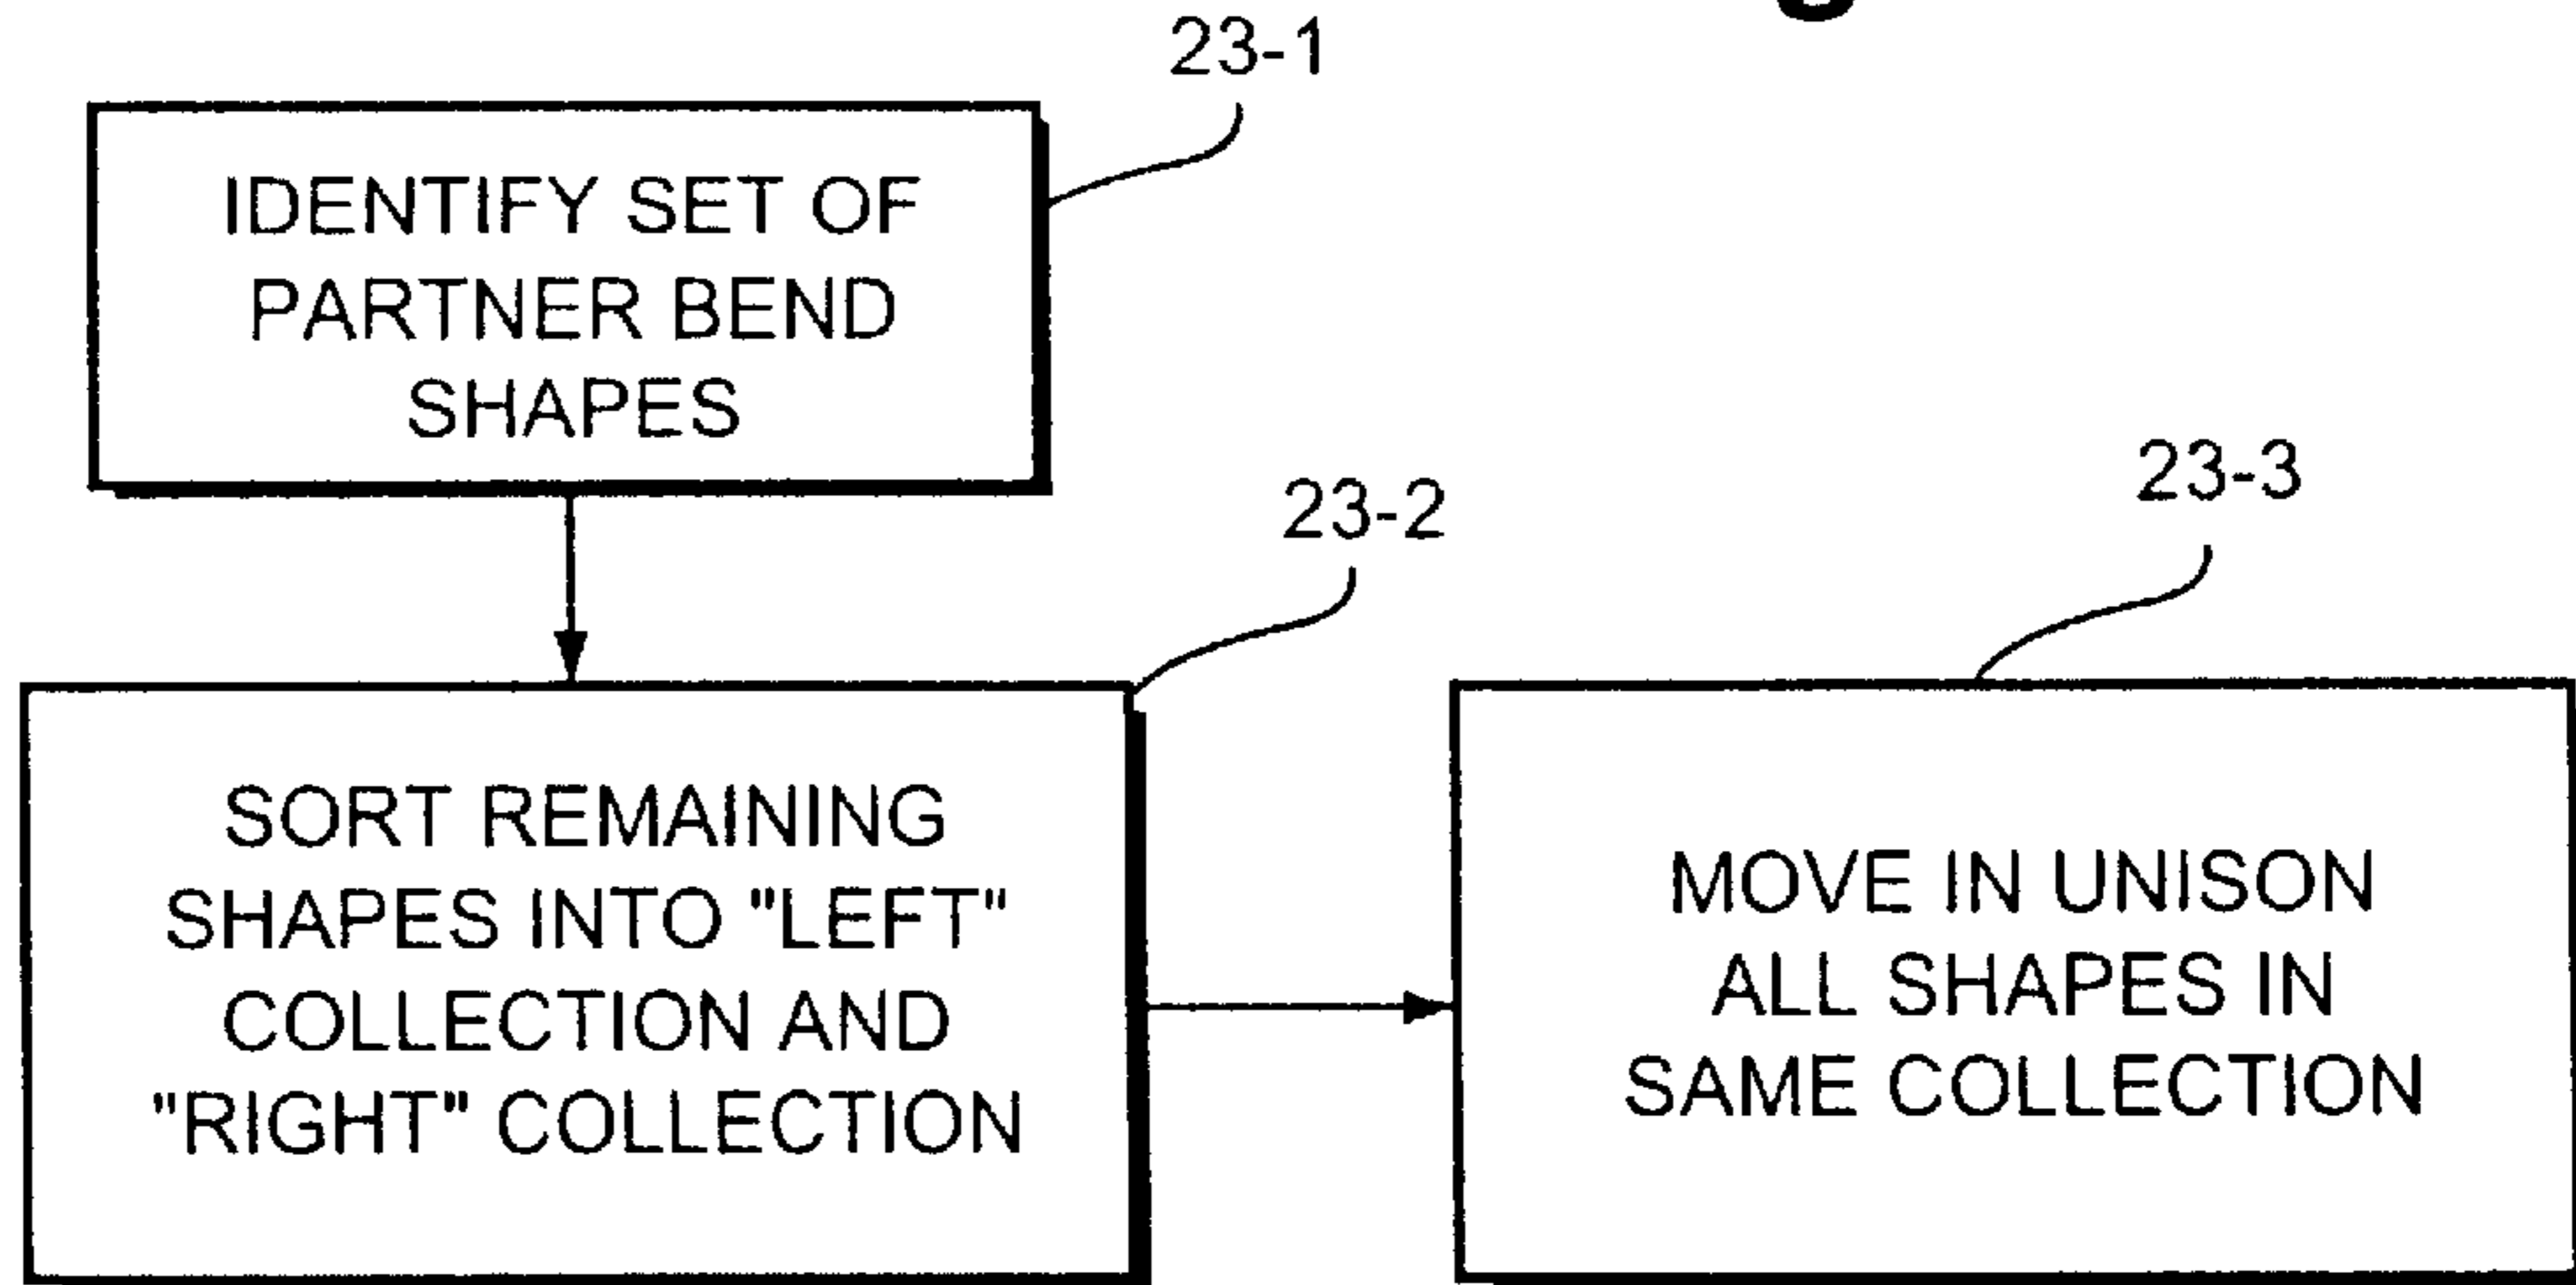 23-1
IDENTIFY SET OF
PARTNER BEND
SHAPES
23-2
SORT REMAINING
SHAPES INTO "LEFT"
COLLECTION AND
"RIGHT" COLLECTION
23-3
MOVE IN UNISON
ALL SHAPES IN
SAME COLLECTION